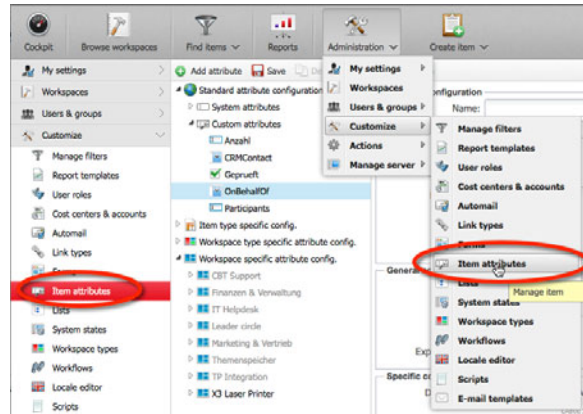 Cockpit
Browse workspaces
Find items
Reports
Administration
Create item
My settings
Workspaces
Users & groups
Customize
Manage filters
Report templates
User roles
Cost centers & accounts
Automail
Link types
Forms
Item attributes
Lists
System states
Workspace types
Workflows
Locale editor
Scripts
Add attribute
Save
Standard attribute configuration
System attributes
Custom attributes
Anzahl
CRMContact
Geprueft
OnBehalfOf
Participants
Item type specific config.
Workspace type specific attribute config.
Workspace specific attribute config.
CBT Support
Finanzen & Verwaltung
IT Helpdesk
Leader circle
Marketing & Vertrieb
Themenspeicher
TP Integration
X3 Laser Printer
My settings
Workspaces
Users & groups
Customize
Actions
Manage server
Name:
Manage filters
Report templates
User roles
Cost centers & accounts
Automail
Link types
Forms
Item attributes
Lists
Manage item
System states
Workspace types
Workflows
Locale editor
Scripts
E-mail templates